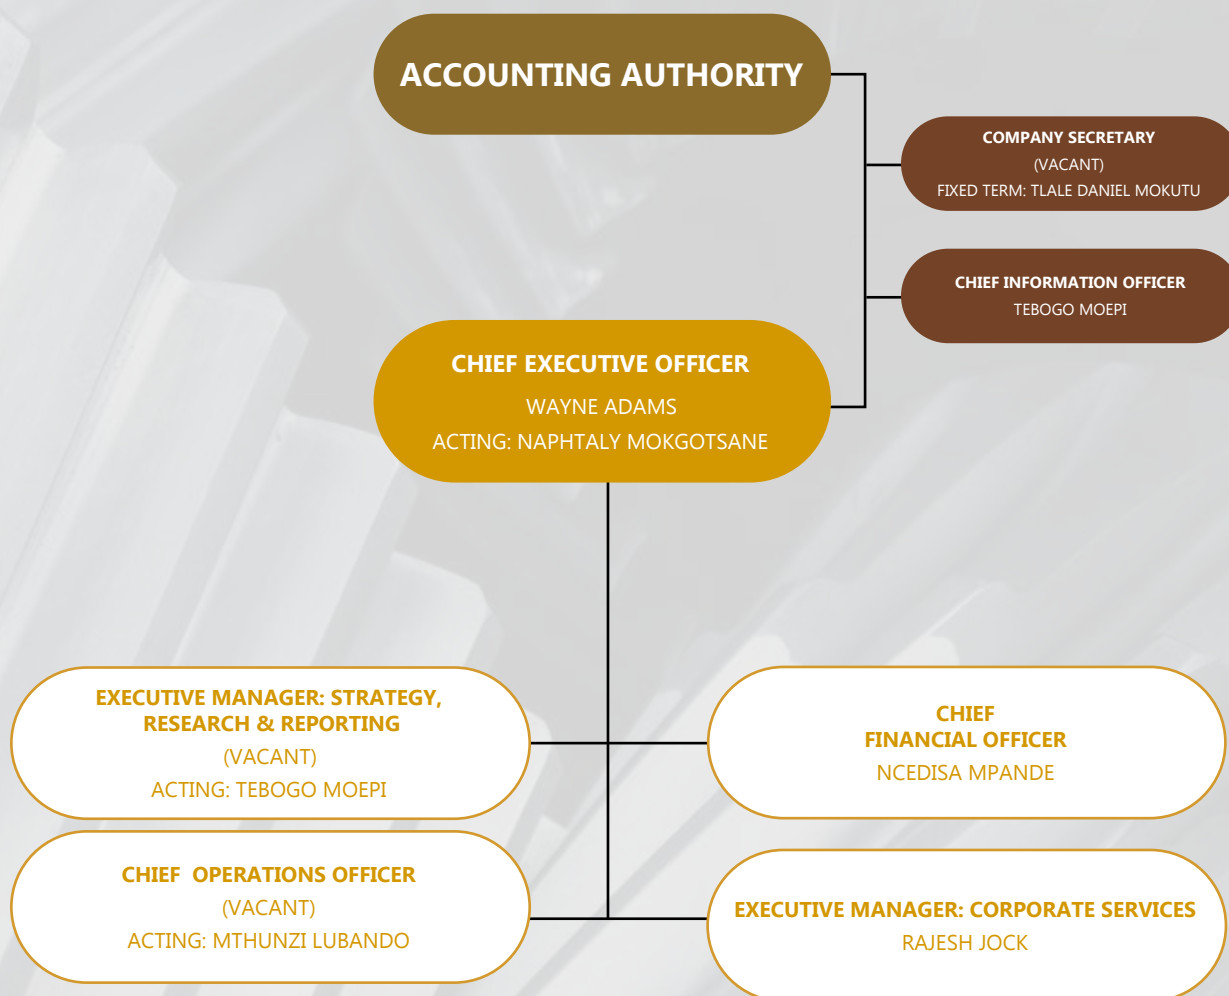 ACCOUNTING AUTHORITY
COMPANY SECRETARY
(VACANT)
FIXED TERM: TLALE DANIEL MOKUTU
CHIEF INFORMATION OFFICER
TEBOGO MOEPI
CHIEF EXECUTIVE OFFICER
WAYNE ADAMS
ACTING: NAPHTALY MOKGOTSANE
EXECUTIVE MANAGER: STRATEGY,
RESEARCH & REPORTING
(VACANT)
ACTING: TEBOGO MOEPI
CHIEF
FINANCIAL OFFICER
NCEDISA MPANDE
CHIEF OPERATIONS OFFICER
(VACANT)
ACTING: MTHUNZI LUBANDO
EXECUTIVE MANAGER: CORPORATE SERVICES
RAJESH JOCK